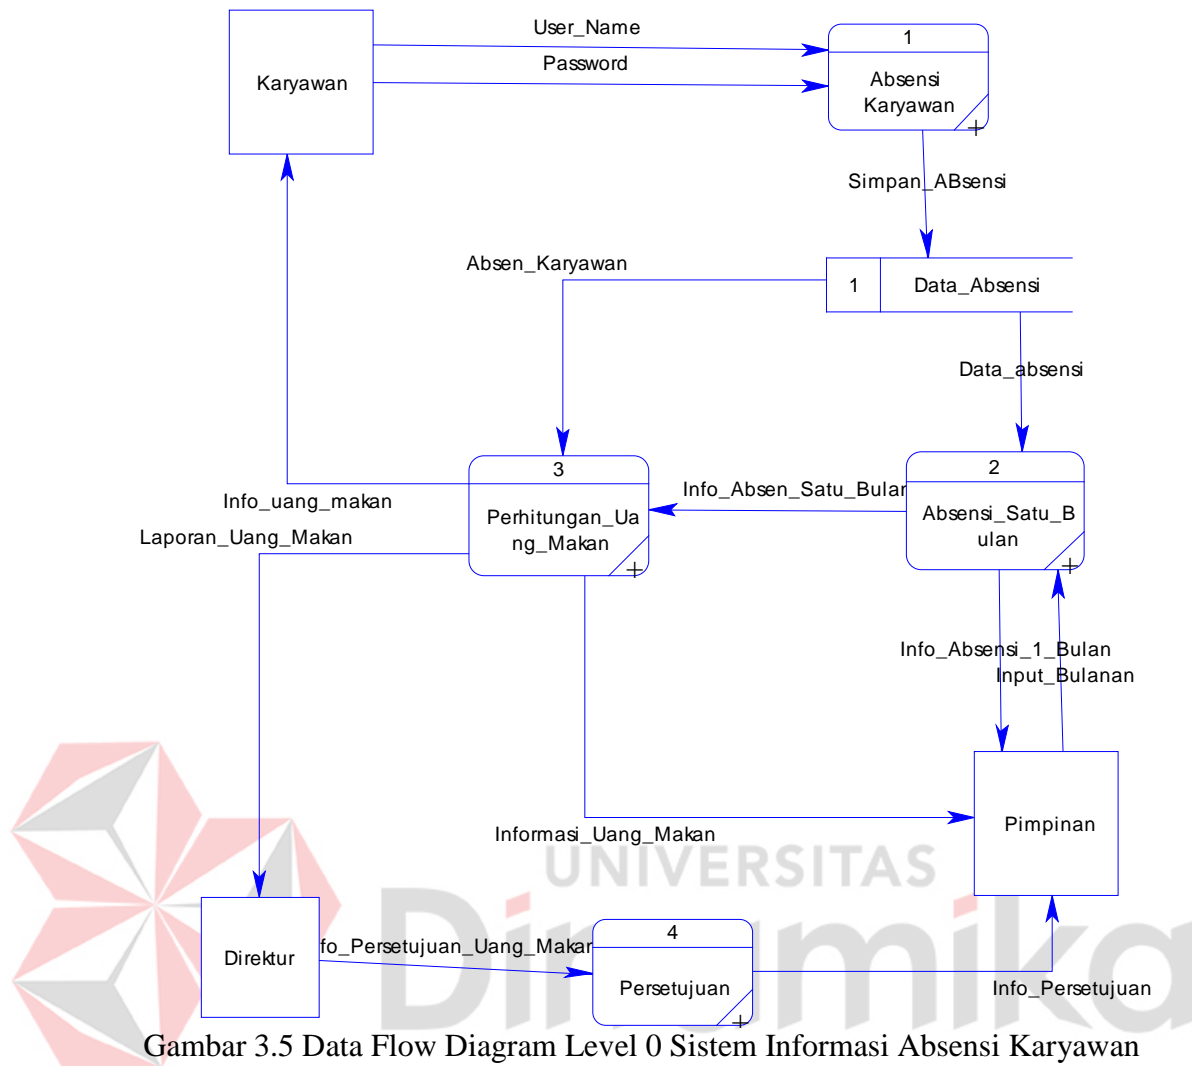 User_Name
1
Karyawan
Password
Absensi
Karyawan
Simpan_ABsensi
Absen_Karyawan
1
Data_Absensi
Data_absensi
3
2
Info_uang_makan
Perhitungan_Ua
ng_Makan
Info_Absen_Satu_Bular
Absensi_Satu_B
ulan
Laporan_Uang_Makan
Info_Absensi_1_Bulan
Input_Bulanan
Informasi_Uang_Makan
Pimpinan
UNIVERSITAS
Dinamika
Direktur
fo_Persetujuan_Uang_Makar
4
Persetujuan
Info_Persetujuan
Gambar 3.5 Data Flow Diagram Level 0 Sistem Informasi Absensi Karyawan